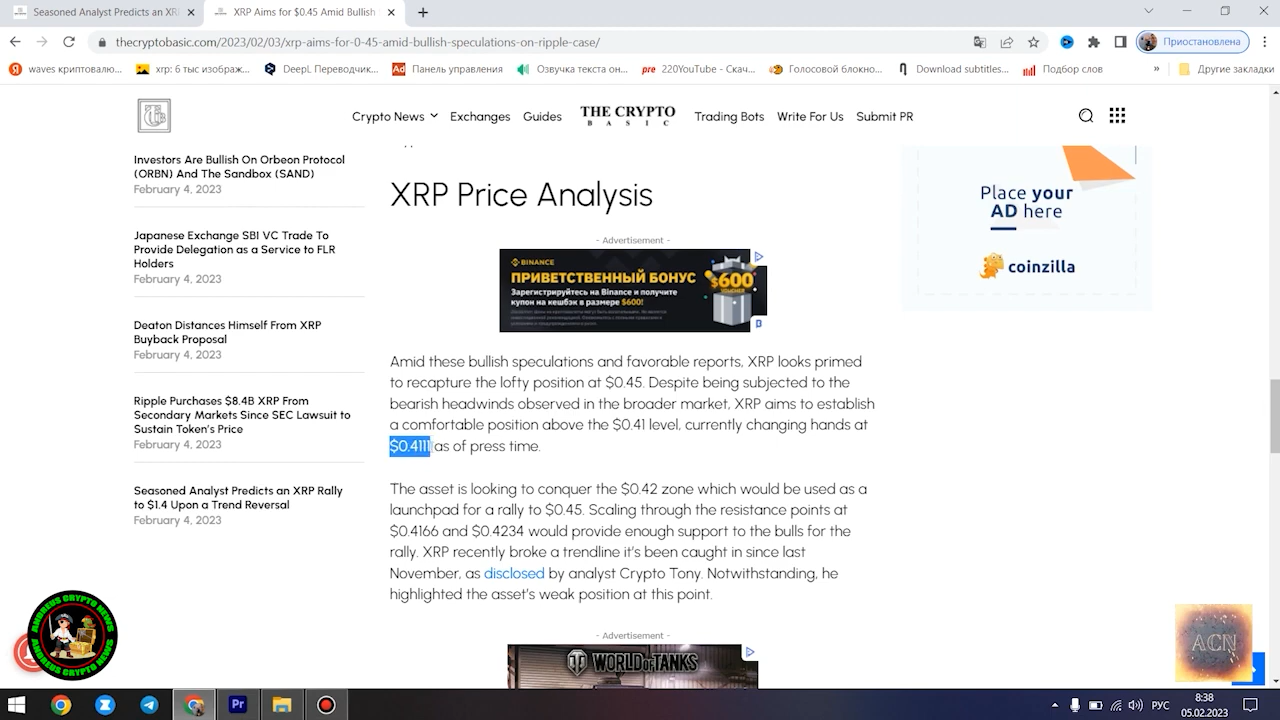 Seasoned Analyst Predicts an XRP
XRP Aims for $0.45 Amid Bullish
thecryptobasic.com/2023/02/03/xrp-aims-for-0-45-amid-bullish-speculations-on-ripple-case/
Приостановлена
waves криптовалю...
xrp: 6 тыс изображ...
DeepL Переводчик...
Панель управления
Озвучка текста он...
220YouTube - Скач...
Голосовой блокно...
Download subtitles...
Подбор слов
»
Другие закладки
Crypto News
Exchanges
Guides
THE CRYPTO
BASIC
Trading Bots
Write For Us
Submit PR
Investors Are Bullish On Orbeon Protocol
(ORBN) And The Sandbox (SAND)
February 4, 2023
Japanese Exchange SBI VC Trade To
Provide Delegation as a Service to FLR
Holders
February 4, 2023
Deaton Distances Himself From XRP
Buyback Proposal
February 4, 2023
Ripple Purchases $8.4B XRP From
Secondary Markets Since SEC Lawsuit to
Sustain Token's Price
February 4, 2023
Seasoned Analyst Predicts an XRP Rally
to $1.4 Upon a Trend Reversal
February 4, 2023
XRP Price Analysis
- Advertisement -
BINANCE
ПРИВЕТСТВЕННЫЙ БОНУС
Зарегистрируйтесь на Binance и получите
купон на кешбэк в размере $600!
$600
VOUCHER
Amid these bullish speculations and favorable reports, XRP looks primed
to recapture the lofty position at $0.45. Despite being subjected to the
bearish headwinds observed in the broader market, XRP aims to establish
a comfortable position above the $0.41 level, currently changing hands at
$0.4111 as of press time.
The asset is looking to conquer the $0.42 zone which would be used as a
launchpad for a rally to $0.45. Scaling through the resistance points at
$0.4166 and $0.4234 would provide enough support to the bulls for the
rally. XRP recently broke a trendline it's been caught in since last
November, as disclosed by analyst Crypto Tony. Notwithstanding, he
highlighted the asset's weak position at this point.
- Advertisement -
WORLD OF TANKS
Place your
AD here
coinzilla
ANDREUS CRYPTO NEWS
ANDREUS CRYPTO NEWS
ACN
РУС
8:38
05.02.2023